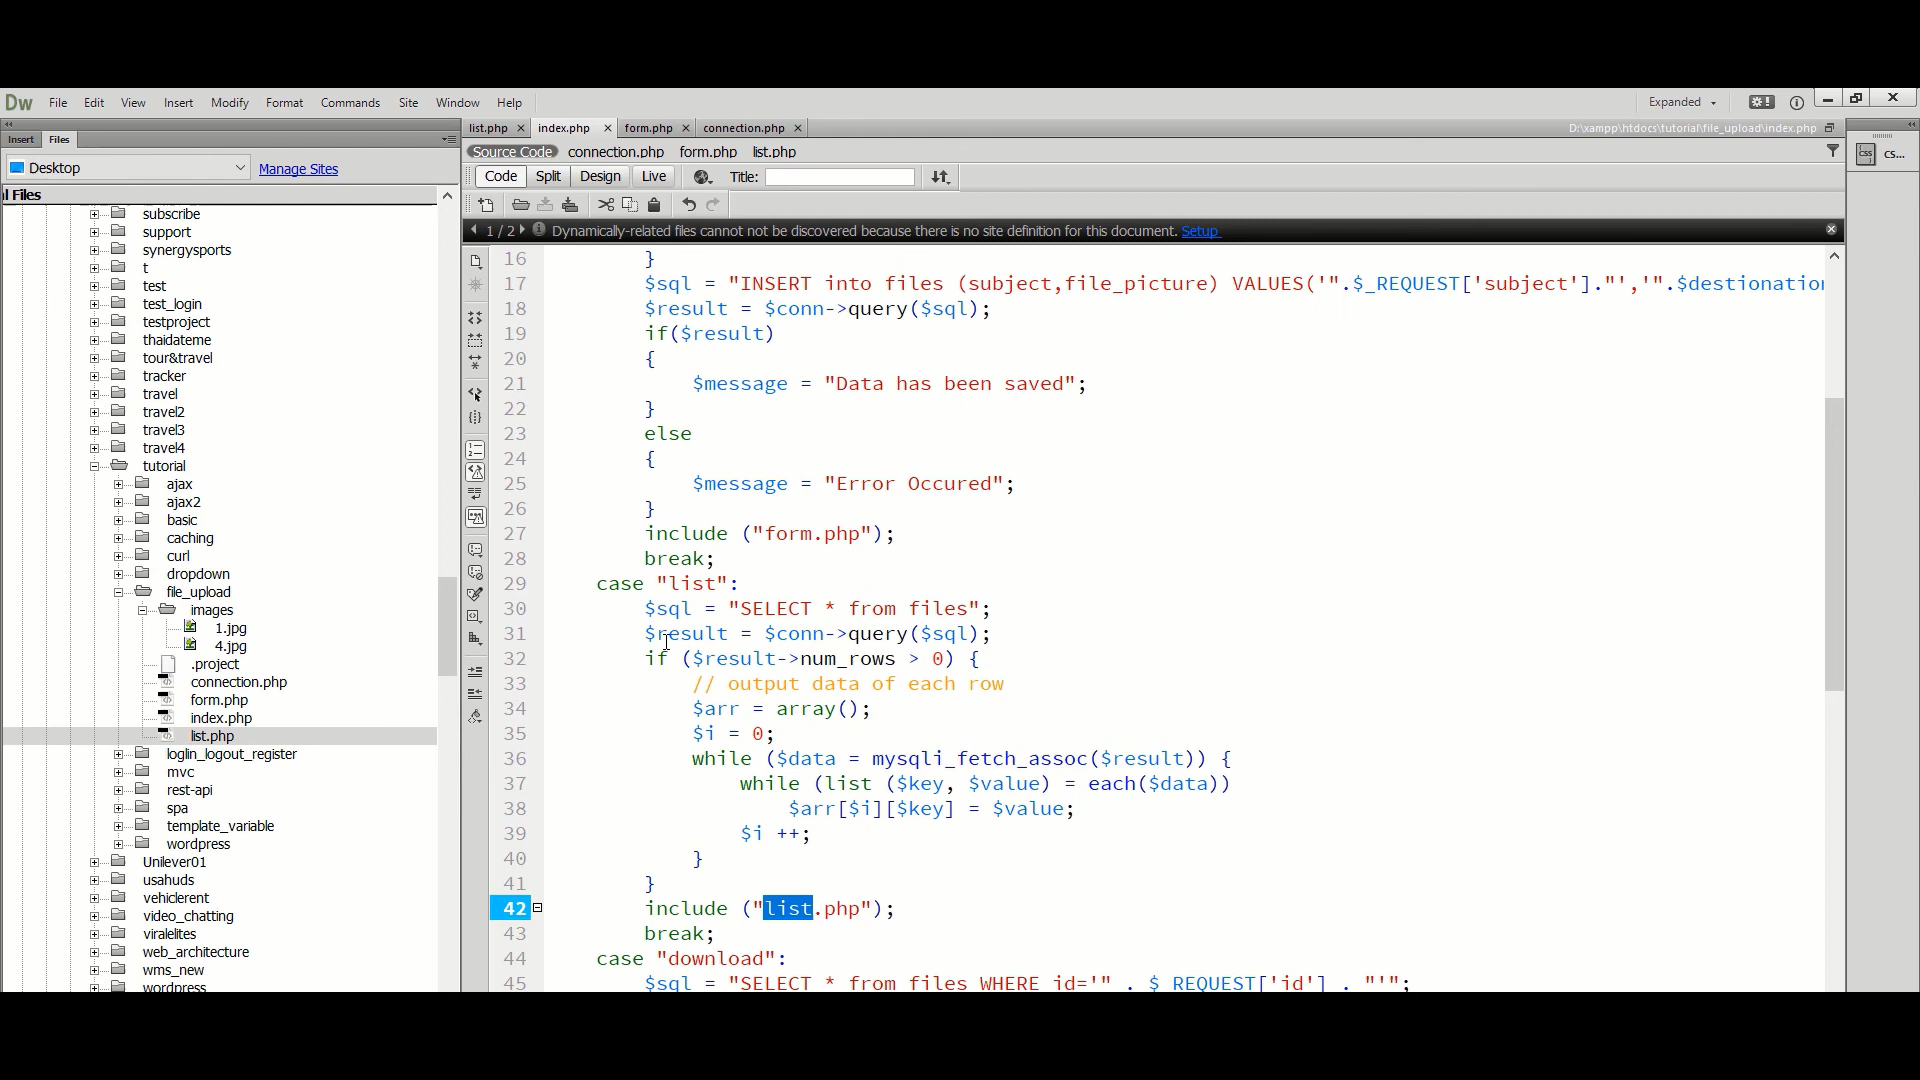 Dw File Edit View Insert Modify Format Commands Site Window Help Expanded
Insert Files
list.php index.php form.php connection.php D:\xampp\htdocs\tutorial\file_upload\index.php
Desktop Manage Sites
Source Code connection.php form.php list.php
CSS CS...
Code Split Design Live Title:
l Files
1 / 2 Dynamically-related files cannot not be discovered because there is no site definition for this document. Setup
subscribe
support
synergysports
t
test
test_login
testproject
thaidateme
tour&travel
tracker
travel
travel2
travel3
travel4
tutorial
ajax
ajax2
basic
caching
curl
dropdown
file_upload
images
1.jpg
4.jpg
.project
connection.php
form.php
index.php
list.php
loglin_logout_register
mvc
rest-api
spa
template_variable
wordpress
Unilever01
usahuds
vehiclerent
video_chatting
viralelites
web_architecture
wms_new
wordpress
16 }
17 $sql = "INSERT into files (subject,file_picture) VALUES('".$_REQUEST['subject']."','".$destionation
18 $result = $conn->query($sql);
19 if($result)
20 {
21 $message = "Data has been saved";
22 }
23 else
24 {
25 $message = "Error Occured";
26 }
27 include ("form.php");
28 break;
29 case "list":
30 $sql = "SELECT * from files";
31 $result = $conn->query($sql);
32 if ($result->num_rows > 0) {
33 // output data of each row
34 $arr = array();
35 $i = 0;
36 while ($data = mysqli_fetch_assoc($result)) {
37 while (list ($key, $value) = each($data))
38 $arr[$i][$key] = $value;
39 $i ++;
40 }
41 }
42 include ("list.php");
43 break;
44 case "download":
45 $sql = "SELECT * from files WHERE id='" . $_REQUEST['id'] . "'";